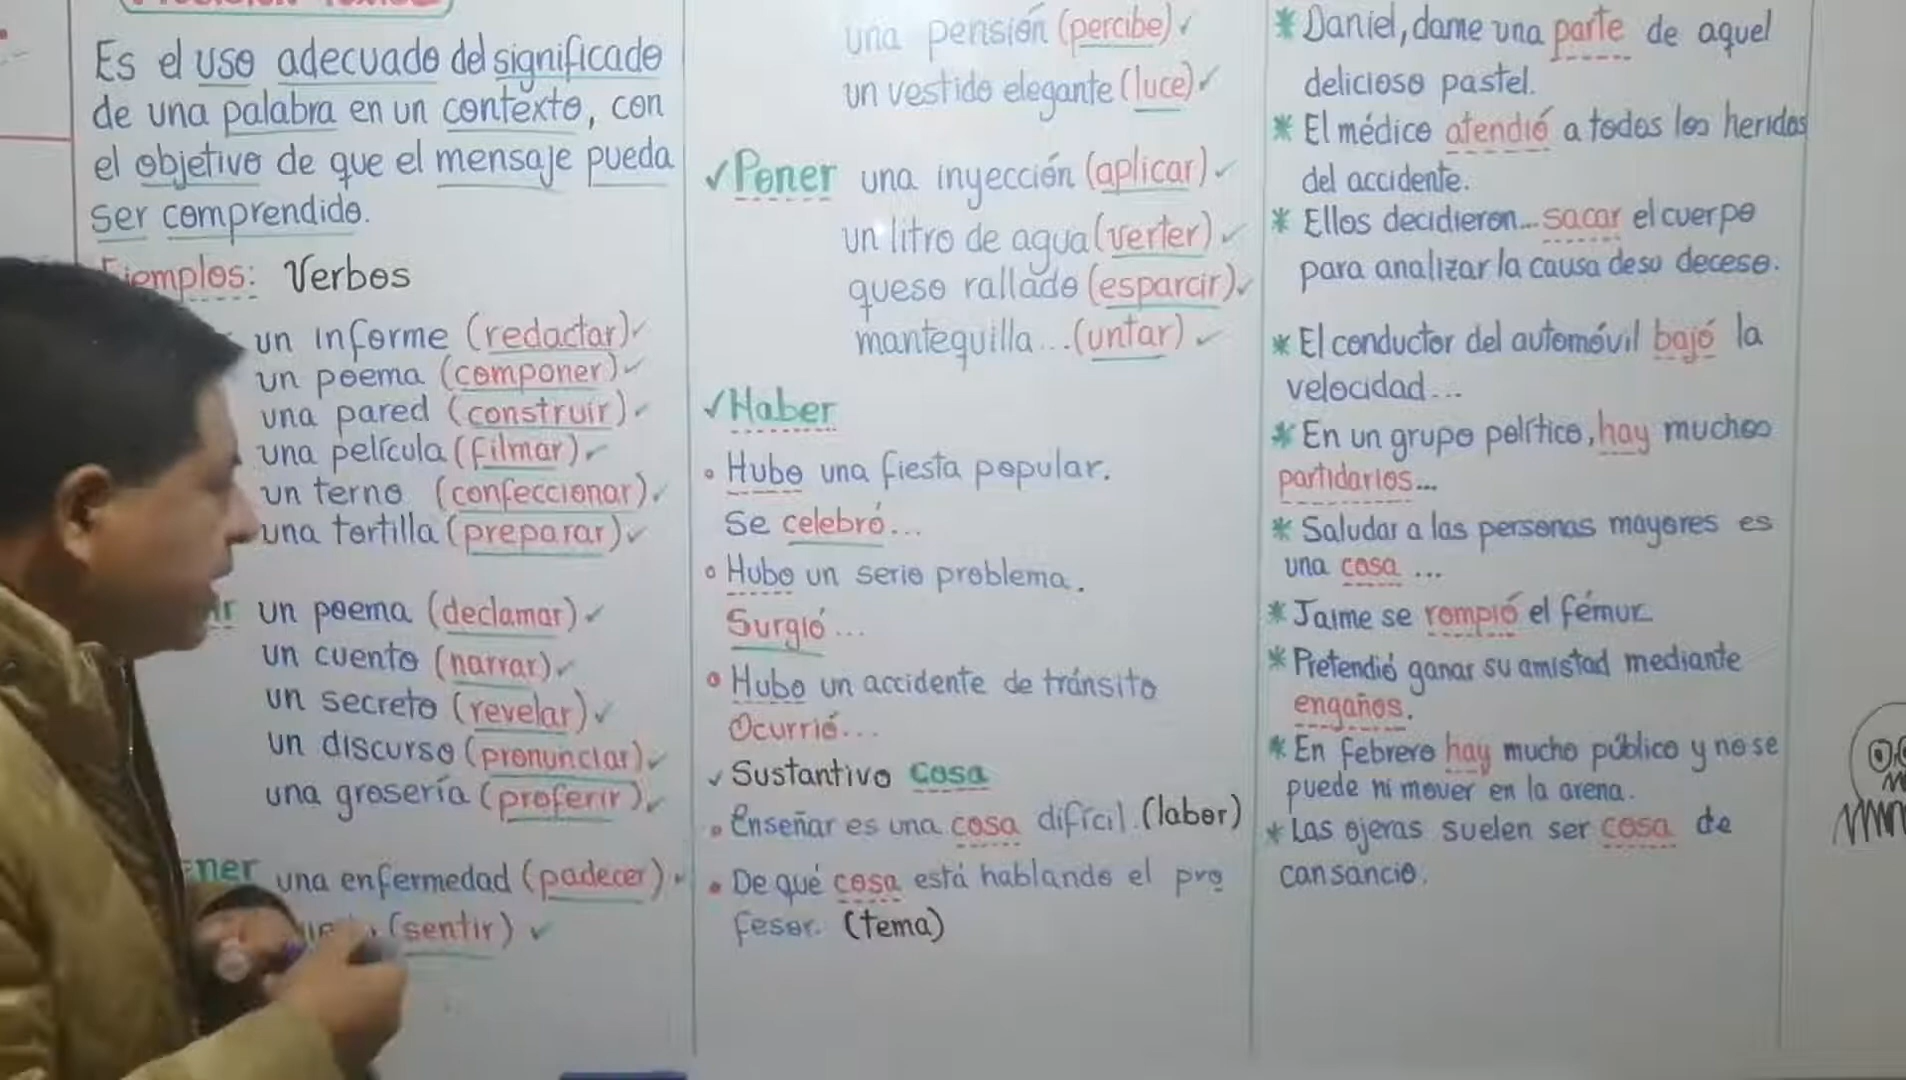 Es el uso adecuado del significado
de una palabra en un contexto, con
el objetivo de que el mensaje pueda
ser comprendido.
Ejemplos: Verbos
un informe (redactar)✓
un poema (componer)✓
una pared (construir)✓
una película (filmar)✓
un terno (confeccionar)✓
una tortilla (preparar)✓
un poema (declamar)✓
un cuento (narrar)✓
un secreto (revelar)✓
un discurso (pronunciar)✓
una grosería (proferir)✓
una enfermedad (padecer)✓
(sentir) ✓
una pensión (percibe)✓
un vestido elegante (luce)✓
✓Poner una inyección (aplicar)✓
un litro de agua (verter)✓
queso rallado (esparcir)✓
mantequilla...(untar)✓
✓Haber
• Hubo una fiesta popular.
Se celebró...
• Hubo un serio problema.
Surgió...
• Hubo un accidente de tránsito
Ocurrió...
✓ Sustantivo cosa
• Enseñar es una cosa difícil. (labor)
• De qué cosa está hablando el pro
fesor. (tema)
* Daniel, dame una parte de aquel
delicioso pastel.
* El médico atendió a todos los heridos
del accidente.
* Ellos decidieron... sacar el cuerpo
para analizar la causa de su deceso.
* El conductor del automóvil bajó la
velocidad...
* En un grupo político, hay muchos
partidarios...
* Saludar a las personas mayores es
una cosa ...
* Jaime se rompió el fémur.
* Pretendió ganar su amistad mediante
engaños.
* En febrero hay mucho público y no se
puede ni mover en la arena.
* Las ojeras suelen ser cosa de
cansancio.